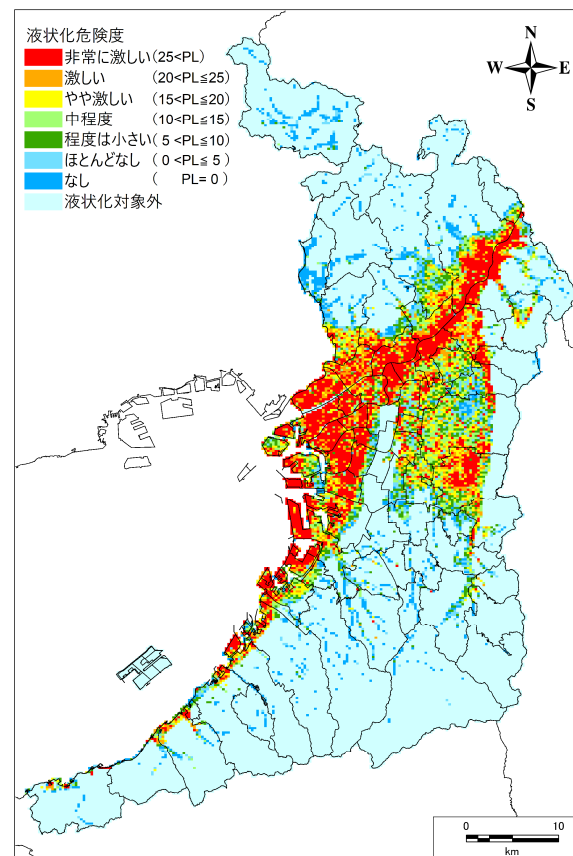 液状化危険度
非常に激しい (25<PL)
激しい (20<PL≦25)
やや激しい (15<PL≦20)
中程度 (10<PL≦15)
程度は小さい( 5 <PL≦10)
ほとんどなし ( 0 <PL≦ 5 )
なし ( PL= 0 )
液状化対象外
N
W E
S
0 10
km